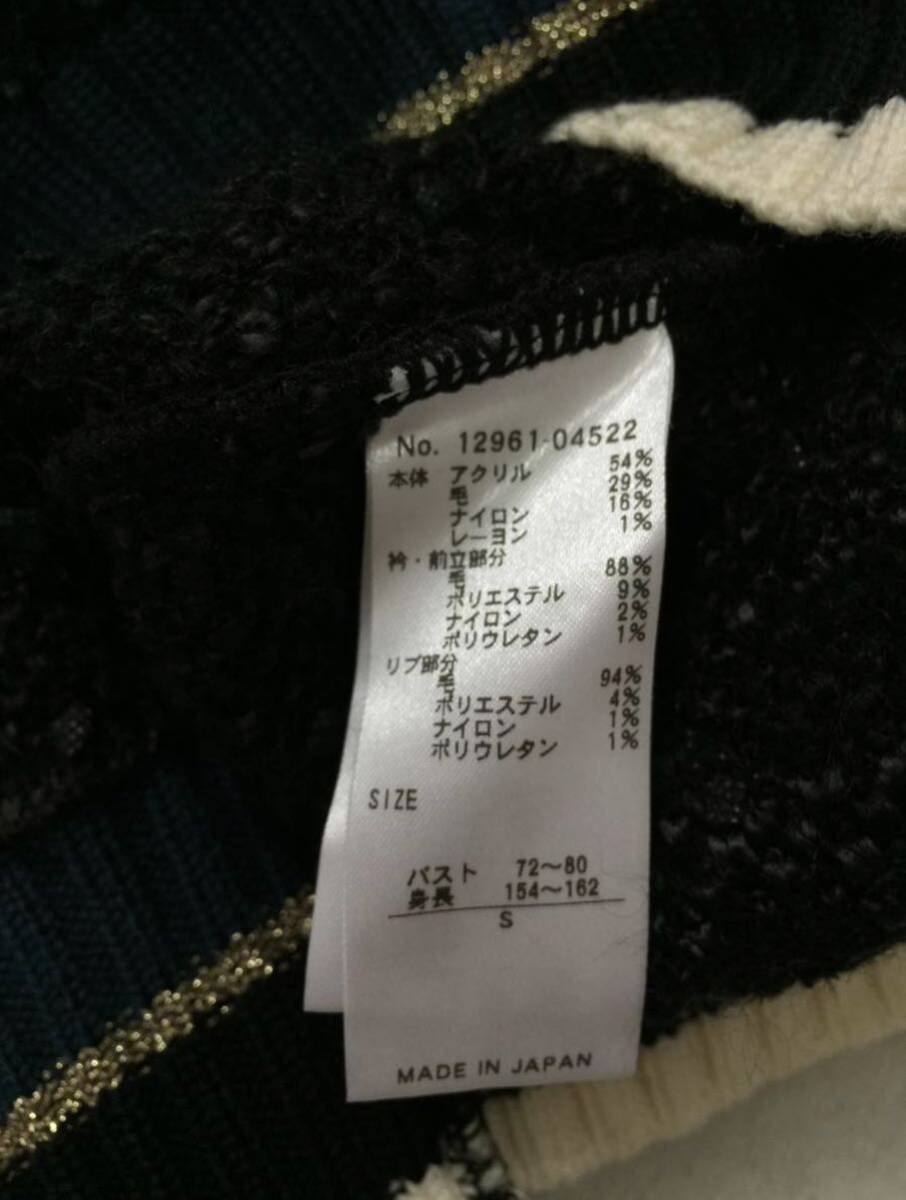 No. 12961-04522
本体 アクリル 54%
毛 29%
ナイロン 16%
レーヨン 1%
衿・前立部分
毛 88%
ポリエステル 9%
ナイロン 2%
ポリウレタン 1%
リブ部分
毛 94%
ポリエステル 4%
ナイロン 1%
ポリウレタン 1%
SIZE
バスト 72〜80
身長 154〜162
S
MADE IN JAPAN